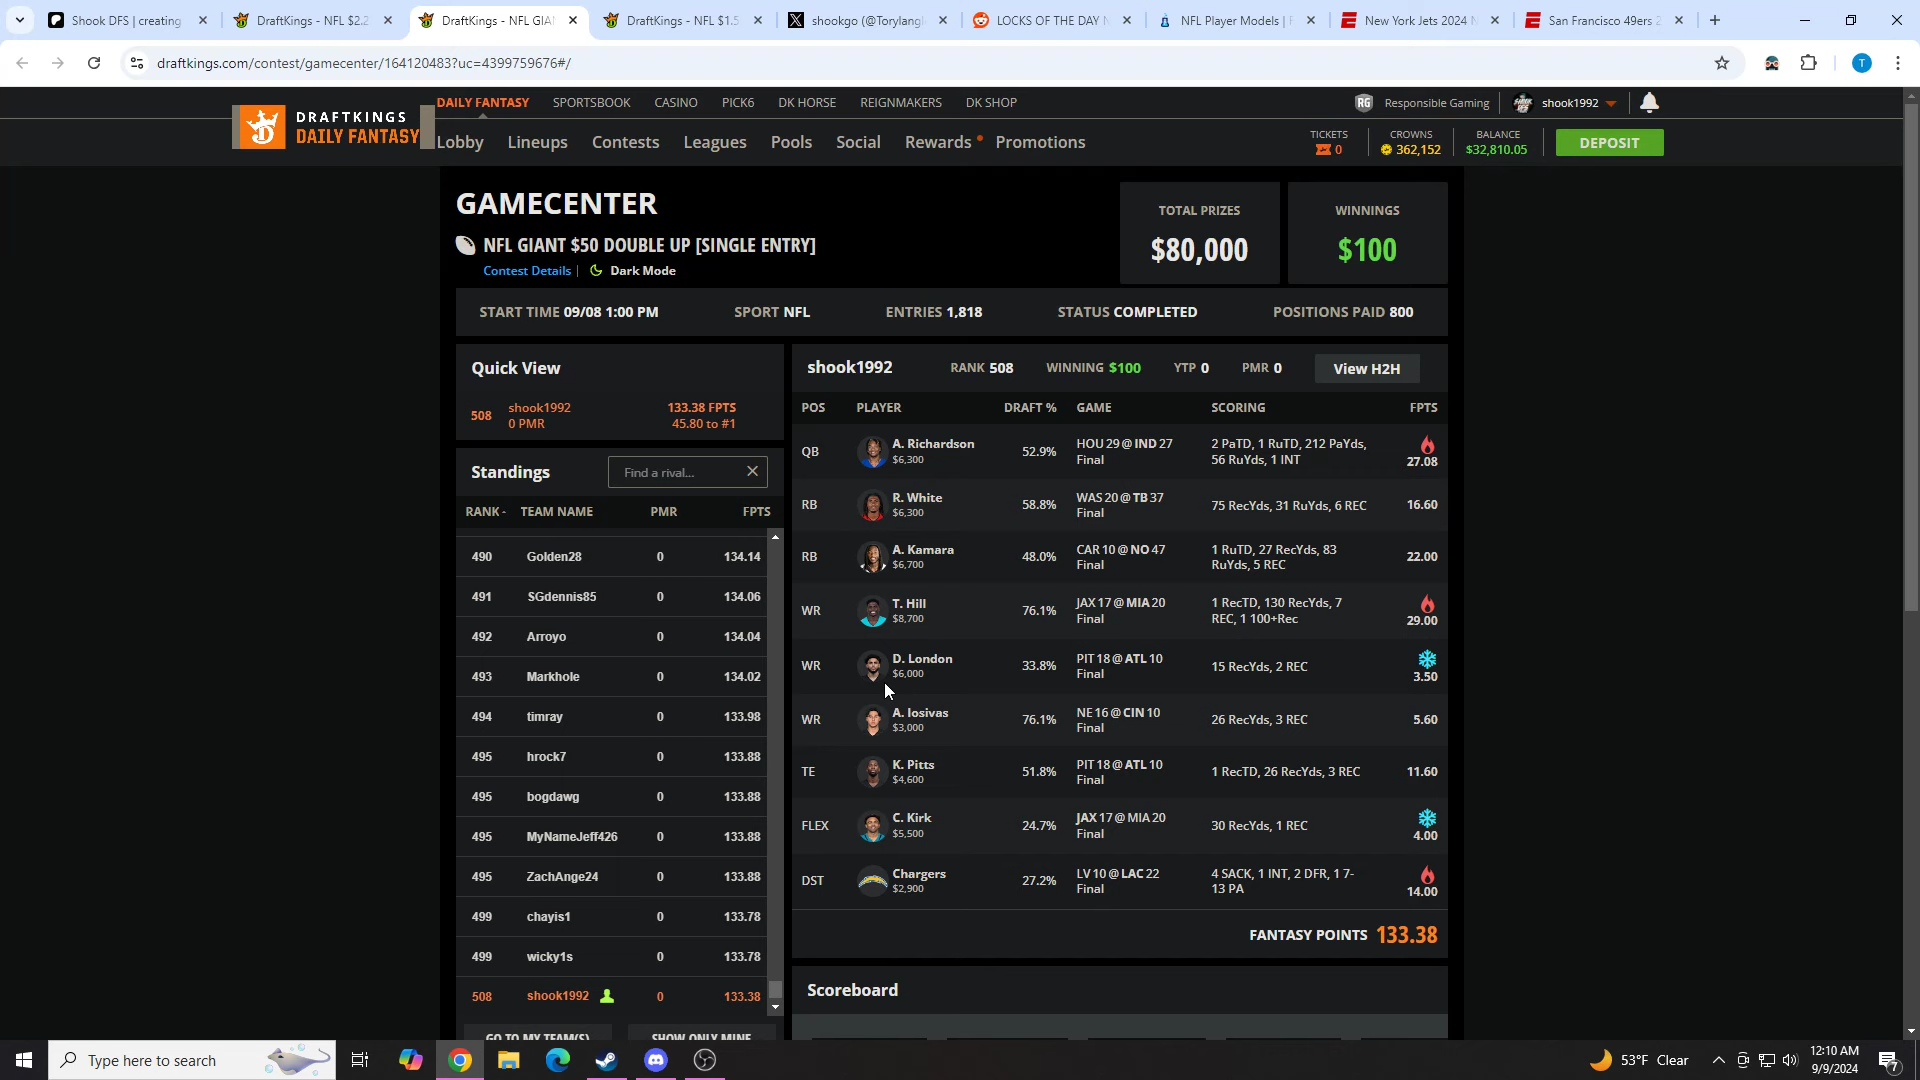 Shook DFS | creating
DraftKings - NFL $2.2
DraftKings - NFL GIA
DraftKings - NFL $1.5
shookgo (@Torylangl
LOCKS OF THE DAY N
NFL Player Models |
New York Jets 2024 N
San Francisco 49ers 2
draftkings.com/contest/gamecenter/164120483?uc=4399759676#/
T
DRAFTKINGS
DAILY FANTASY
DAILY FANTASY SPORTSBOOK CASINO PICK6 DK HORSE REIGNMAKERS DK SHOP
RG Responsible Gaming shook1992
Lobby Lineups Contests Leagues Pools Social Rewards Promotions
TICKETS
0
CROWNS
362,152
BALANCE
$32,810.05
DEPOSIT
GAMECENTER
NFL GIANT $50 DOUBLE UP [SINGLE ENTRY]
Contest Details | Dark Mode
TOTAL PRIZES
$80,000
WINNINGS
$100
START TIME 09/08 1:00 PM SPORT NFL ENTRIES 1,818 STATUS COMPLETED POSITIONS PAID 800
Quick View
508 shook1992 133.38 FPTS
0 PMR 45.80 to #1
Standings Find a rival...
RANK TEAM NAME PMR FPTS
490 Golden28 0 134.14
491 SGdennis85 0 134.06
492 Arroyo 0 134.04
493 Markhole 0 134.02
494 timray 0 133.98
495 hrock7 0 133.88
495 bogdawg 0 133.88
495 MyNameJeff426 0 133.88
495 ZachAnge24 0 133.88
499 chayis1 0 133.78
499 wicky1s 0 133.78
508 shook1992 0 133.38
GO TO MY TEAM(S) SHOW ONLY MINE
shook1992 RANK 508 WINNING $100 YTP 0 PMR 0 View H2H
POS PLAYER DRAFT % GAME SCORING FPTS
QB A. Richardson $6,300 52.9% HOU 29 @ IND 27 Final 2 PaTD, 1 RuTD, 212 PaYds, 56 RuYds, 1 INT 27.08
RB R. White $6,300 58.8% WAS 20 @ TB 37 Final 75 RecYds, 31 RuYds, 6 REC 16.60
RB A. Kamara $6,700 48.0% CAR 10 @ NO 47 Final 1 RuTD, 27 RecYds, 83 RuYds, 5 REC 22.00
WR T. Hill $8,700 76.1% JAX 17 @ MIA 20 Final 1 RecTD, 130 RecYds, 7 REC, 1 100+Rec 29.00
WR D. London $6,000 33.8% PIT 18 @ ATL 10 Final 15 RecYds, 2 REC 3.50
WR A. Iosivas $3,000 76.1% NE 16 @ CIN 10 Final 26 RecYds, 3 REC 5.60
TE K. Pitts $4,600 51.8% PIT 18 @ ATL 10 Final 1 RecTD, 26 RecYds, 3 REC 11.60
FLEX C. Kirk $5,500 24.7% JAX 17 @ MIA 20 Final 30 RecYds, 1 REC 4.00
DST Chargers $2,900 27.2% LV 10 @ LAC 22 Final 4 SACK, 1 INT, 2 DFR, 1 7-13 PA 14.00
FANTASY POINTS 133.38
Scoreboard
Type here to search
53°F Clear
12:10 AM
9/9/2024
7